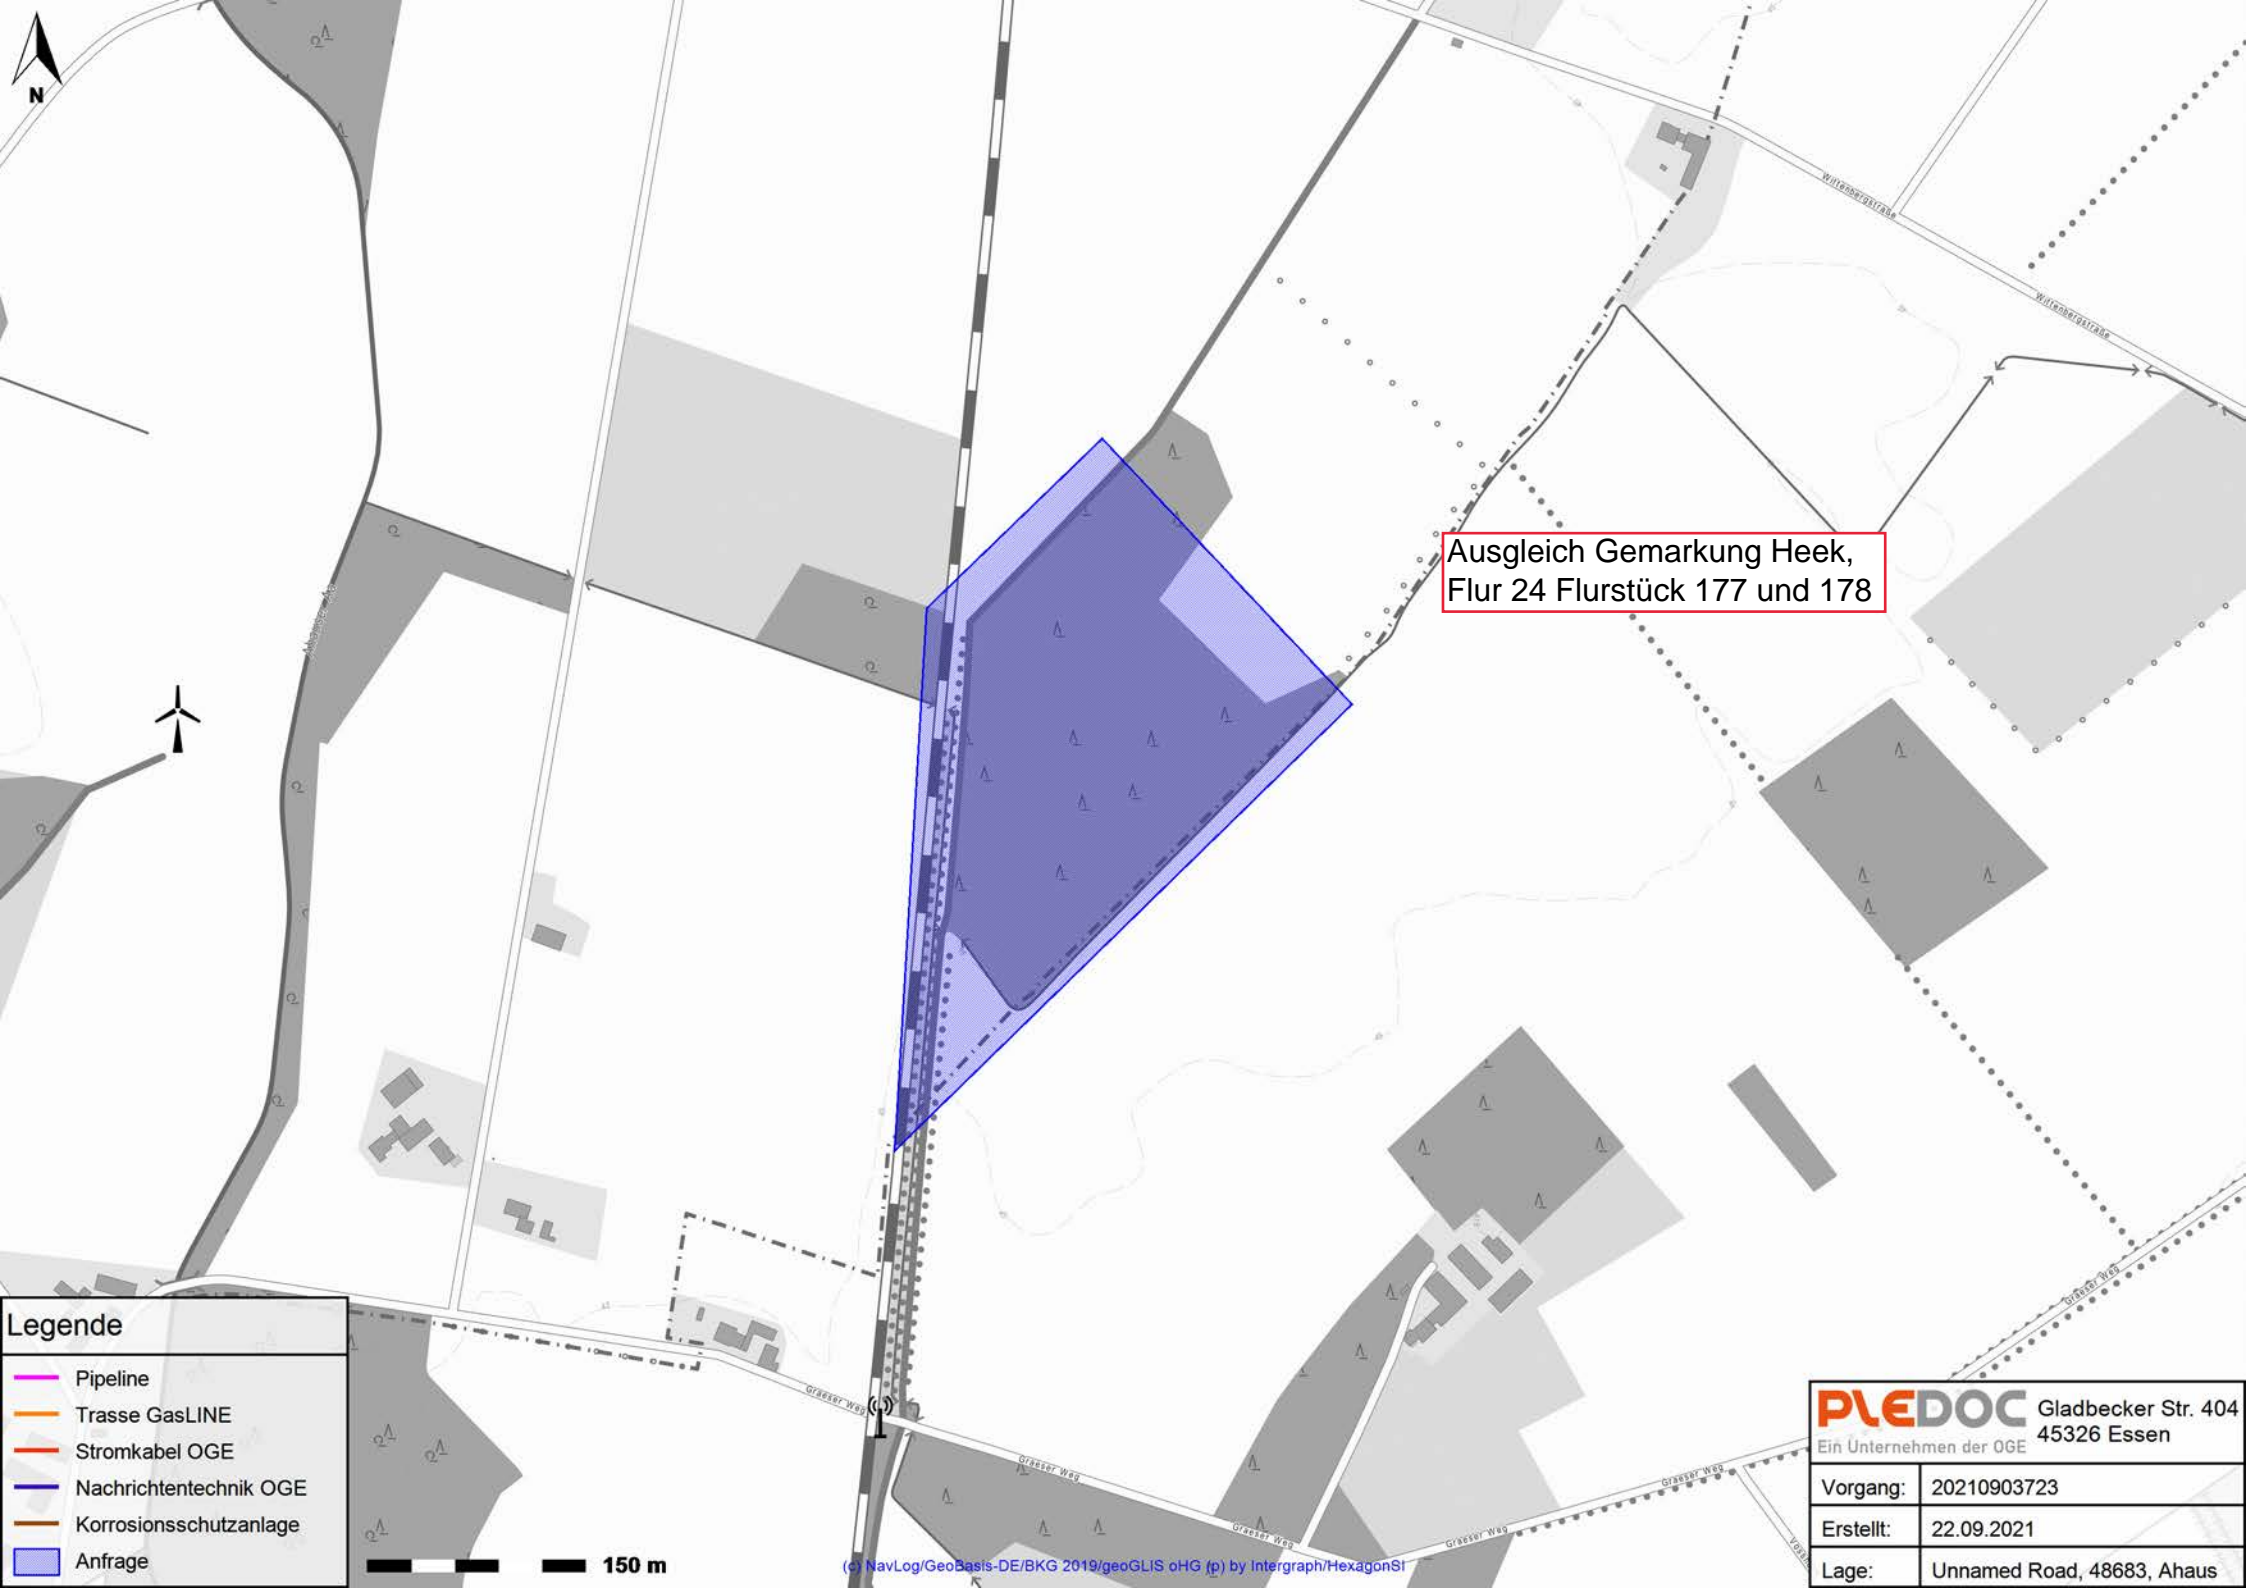 N
Wittenbergstraße
Wittenbergstraße
Ausgleich Gemarkung Heek,
Flur 24 Flurstück 177 und 178
Graeser Weg
Graeser Weg
Graeser Weg
Graeser Weg
Graeser Weg
Graeser Weg
Legende
Pipeline
Trasse GasLINE
Stromkabel OGE
Nachrichtentechnik OGE
Korrosionsschutzanlage
Anfrage
150 m
(c) NavLog/GeoBasis-DE/BKG 2019/geoGLIS oHG (p) by Intergraph/HexagonSI
PLEDOC
Ein Unternehmen der OGE
Gladbecker Str. 404
45326 Essen
Vorgang: 20210903723
Erstellt: 22.09.2021
Lage: Unnamed Road, 48683, Ahaus